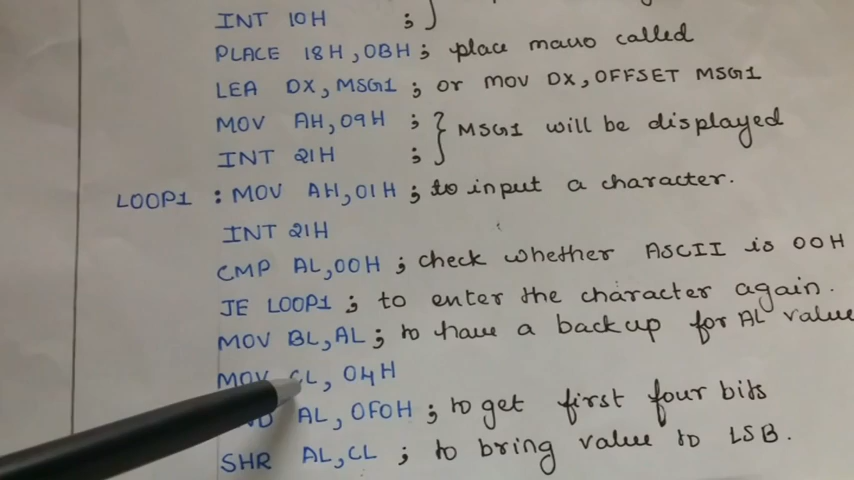 INT 10H ;
PLACE 18H,0BH ; place mauo called
LEA DX,MSG1 ; or mov DX,OFFSET MSG1
MOV AH,09H ; } MSG1 will be displayed
INT 21H ;
LOOP1 : MOV AH,01H ; to input a character.
INT 21H
CMP AL,00H ; check whether ASCII is 00H
JE LOOP1 ; to enter the character again.
MOV BL,AL ; to have a backup for AL value
MOV CL, 04H
AL, 0F0H ; to get first four bits
SHR AL,CL ; to bring value to LSB.